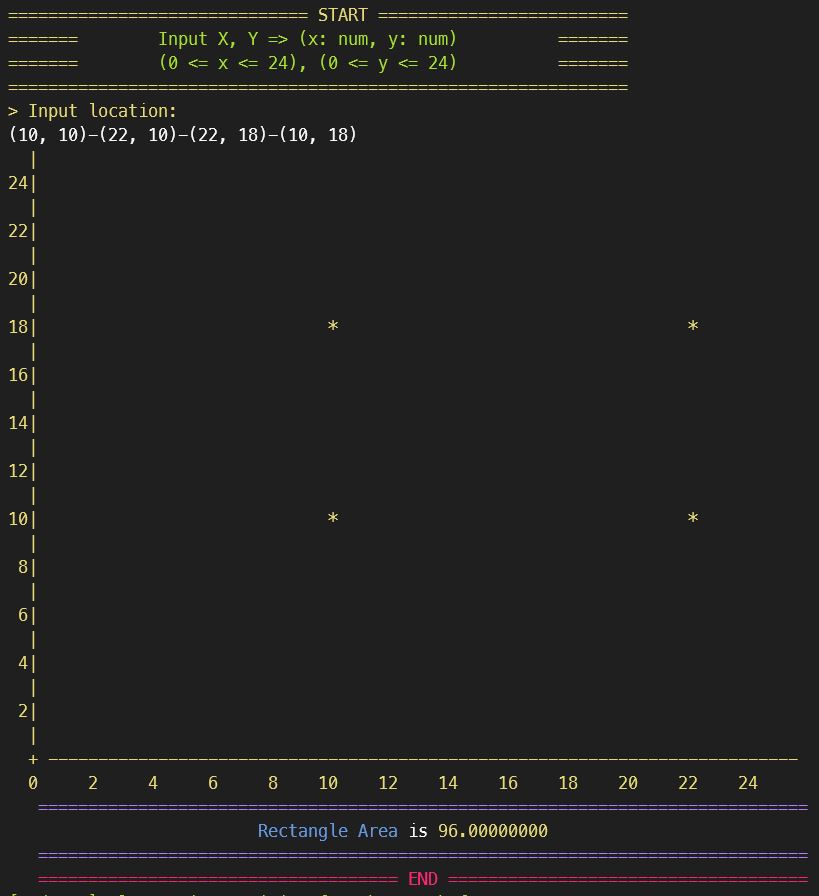 ============================== START =========================
=======        Input X, Y => (x: num, y: num)          =======
=======        (0 <= x <= 24), (0 <= y <= 24)          =======
==============================================================
> Input location:
(10, 10)-(22, 10)-(22, 18)-(10, 18)
|
24|
|
22|
|
20|
|
18|                             *                                   *
|
16|
|
14|
|
12|
|
10|                             *                                   *
|
8|
|
6|
|
4|
|
2|
|
+ ---------------------------------------------------------------------------
0     2     4     6     8     10    12    14    16    18    20    22    24
=============================================================================
Rectangle Area is 96.00000000
=============================================================================
==================================== END ====================================